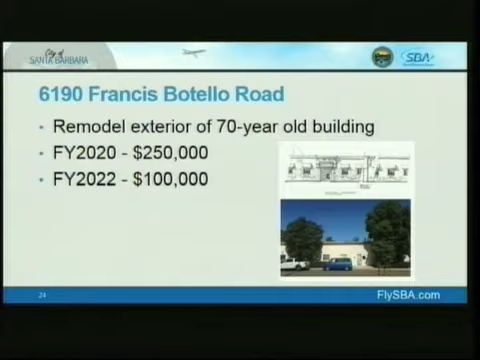 City of
SANTA BARBARA
SBA
6190 Francis Botello Road
• Remodel exterior of 70-year old building
• FY2020 - $250,000
• FY2022 - $100,000
24
FlySBA.com